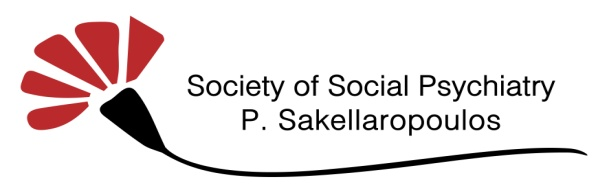 Society of Social Psychiatry
P. Sakellaropoulos